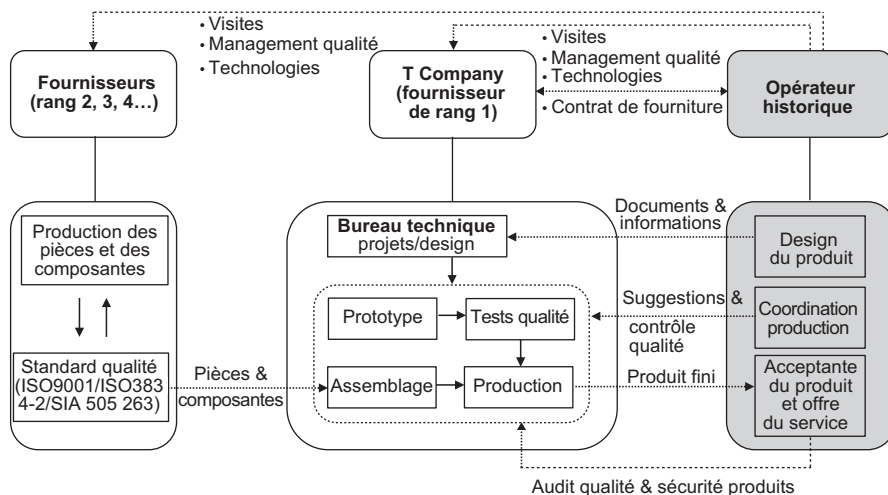 • Visites
• Management qualité
• Technologies
• Visites
• Management qualité
• Technologies
• Contrat de fourniture
Fournisseurs
(rang 2, 3, 4…)
T Company
(fournisseur
de rang 1)
Opérateur
historique
Production des
pièces et des
composantes
Standard qualité
(ISO9001/ISO383
4-2/SIA 505 263)
Pièces &
composantes
Bureau technique
projets/design
Prototype
Tests qualité
Assemblage
Production
Documents &
informations
Suggestions &
contrôle
qualité
Produit fini
Design
du produit
Coordination
production
Acceptante
du produit
et offre
du service
Audit qualité & sécurité produits